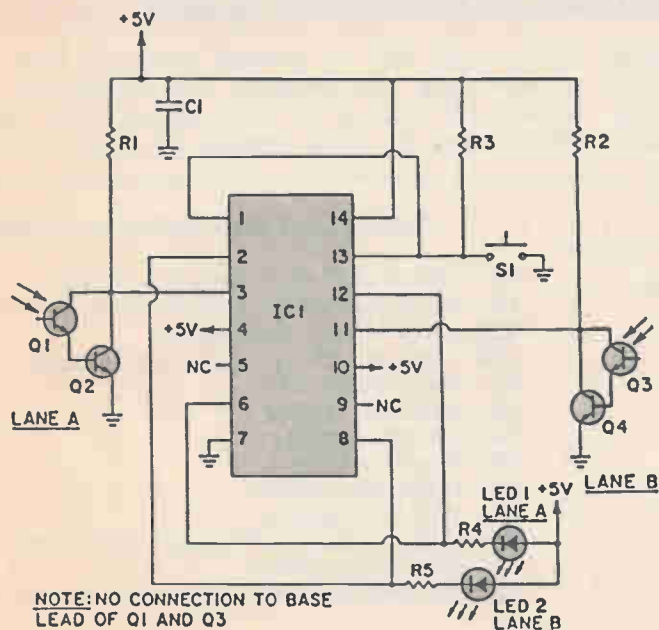 +5V
C1
R1
R3
R2
1
14
2
13
S1
3
12
IC1
Q1
+5V
4
11
Q2
NC
5
10
+5V
Q3
LANE A
6
9
NC
Q4
7
8
LED 1
LANE A
+5V
LANE B
R4
R5
LED 2
LANE B
NOTE: NO CONNECTION TO BASE
LEAD OF Q1 AND Q3